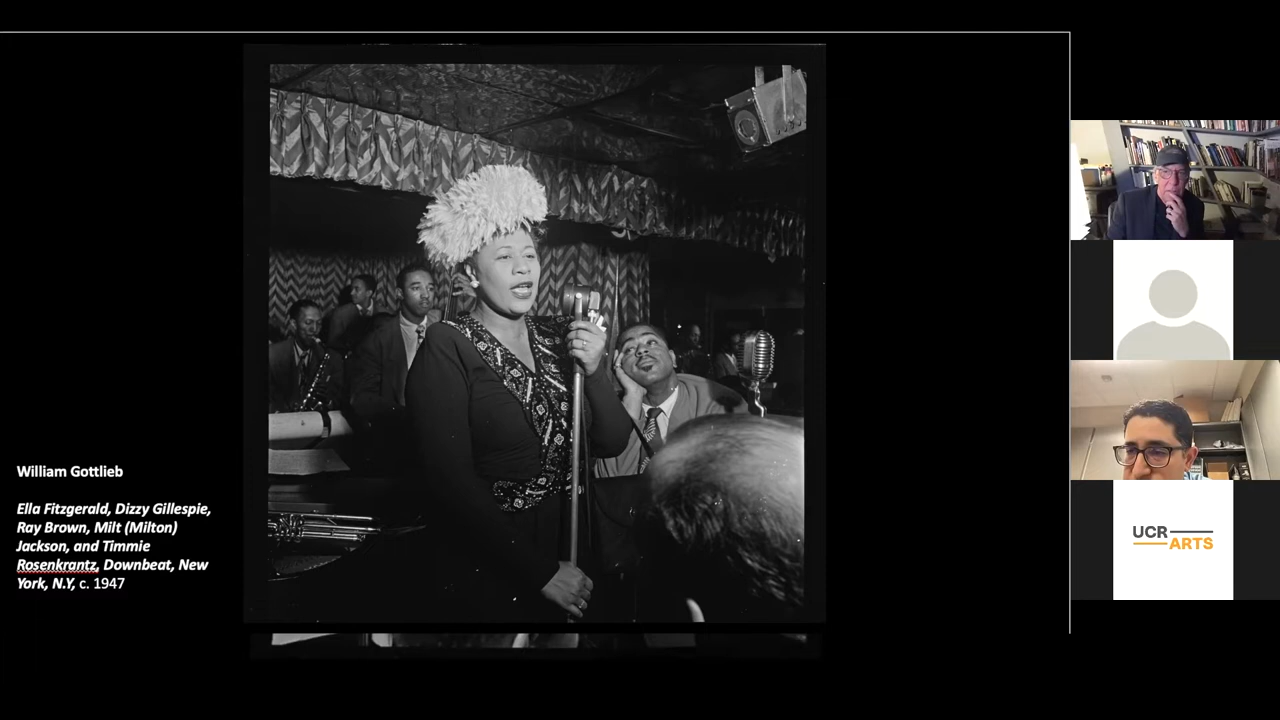 William Gottlieb
Ella Fitzgerald, Dizzy Gillespie,
Ray Brown, Milt (Milton)
Jackson, and Timmie
Rosenkrantz, Downbeat, New
York, N.Y, c. 1947
UCR
ARTS